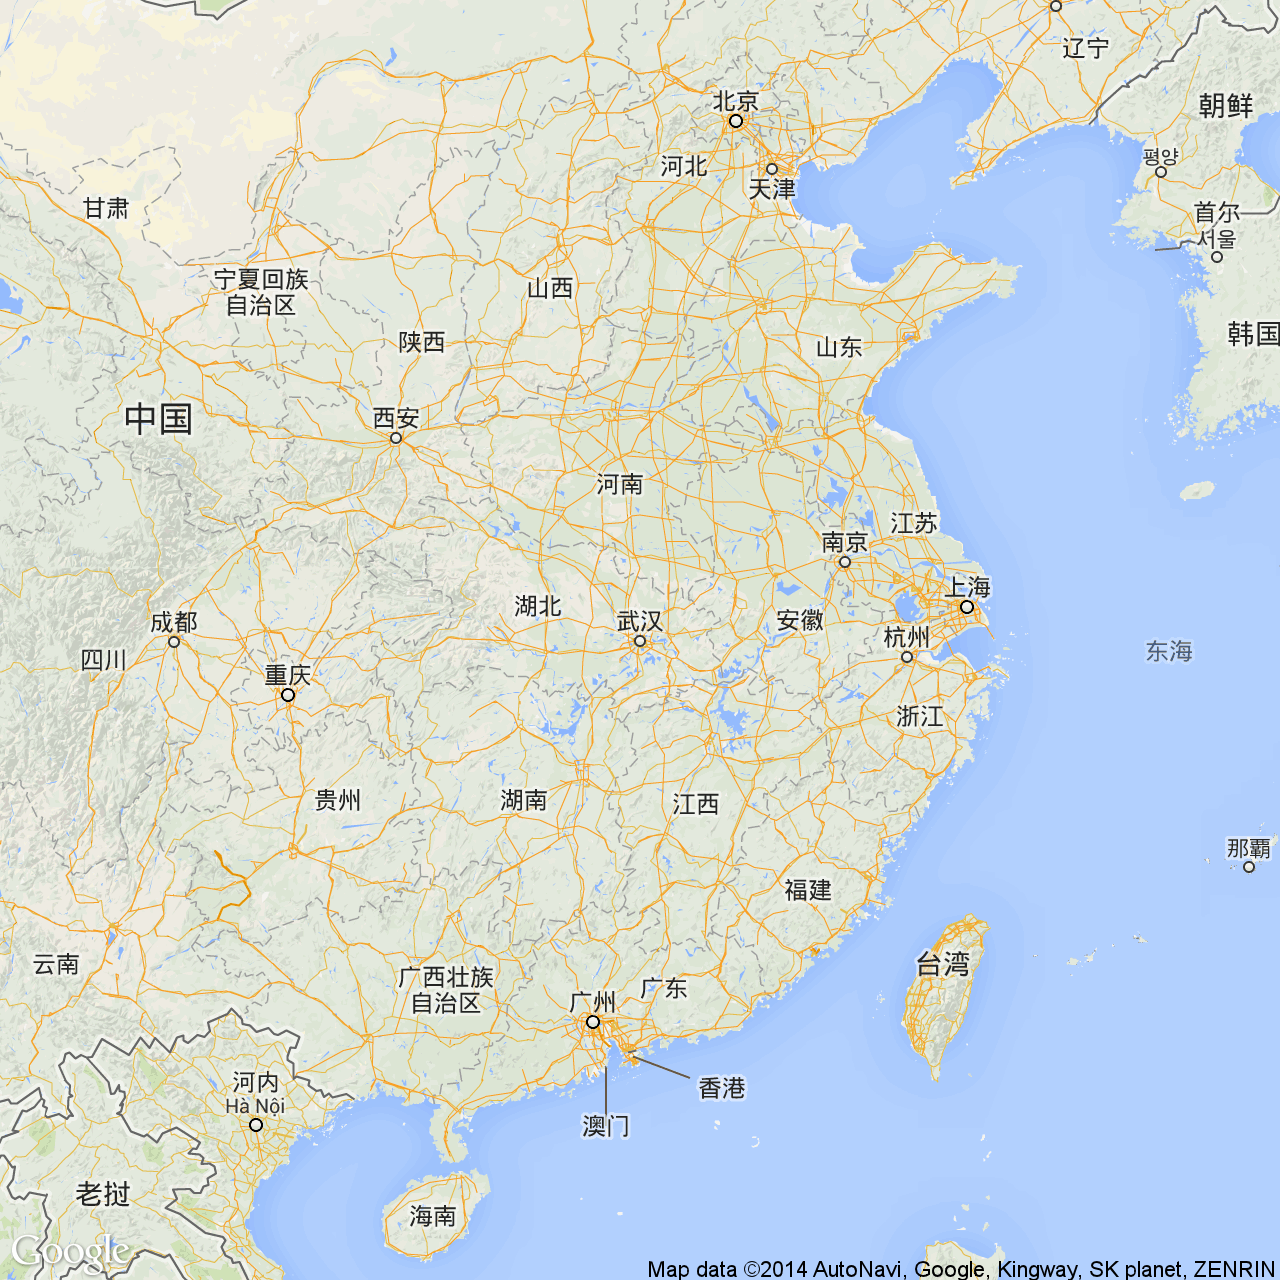 辽宁
北京
朝鲜
평양
河北
天津
甘肃
首尔
서울
宁夏回族
自治区
山西
陕西
山东
韩国
中国
西安
河南
江苏
南京
上海
湖北
武汉
安徽
成都
杭州
四川
重庆
东海
浙江
贵州
湖南
江西
那覇
福建
云南
广西壮族
自治区
广东
台湾
广州
河内
Hà Nội
香港
澳门
老挝
海南
Google
Map data ©2014 AutoNavi, Google, Kingway, SK planet, ZENRIN